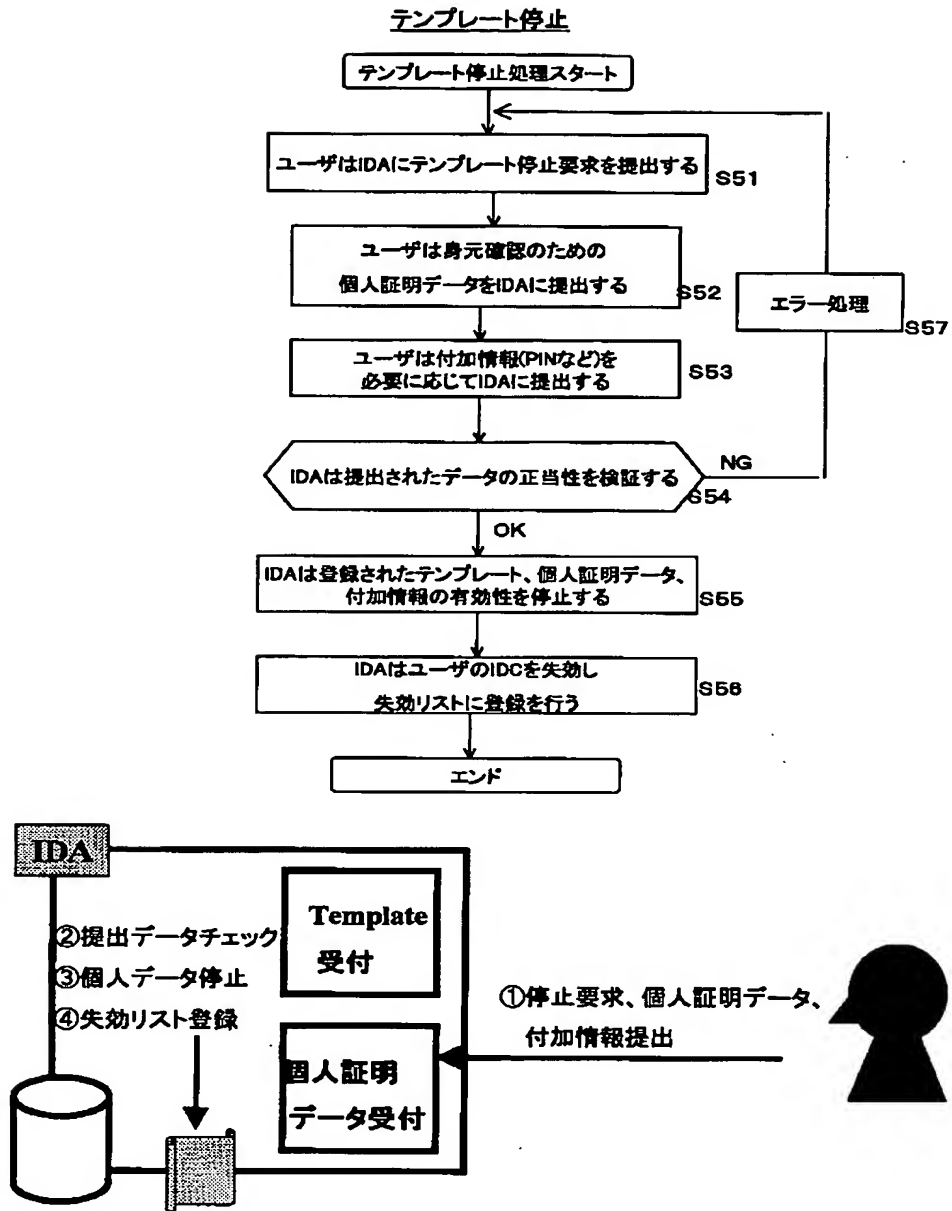 テンプレート停止
テンプレート停止処理スタート
ユーザはIDAにテンプレート停止要求を提出する
S51
ユーザは身元確認のための
個人証明データをIDAに提出する
S52
エラー処理
S57
ユーザは付加情報(PINなど)を
必要に応じてIDAに提出する
S53
IDAは提出されたデータの正当性を検証する
NG
S54
OK
IDAは登録されたテンプレート、個人証明データ、
付加情報の有効性を停止する
S55
IDAはユーザのIDCを失効し
失効リストに登録を行う
S56
エンド
IDA
②提出データチェック
③個人データ停止
④失効リスト登録
Template
受付
①停止要求、個人証明データ、
付加情報提出
個人証明
データ受付